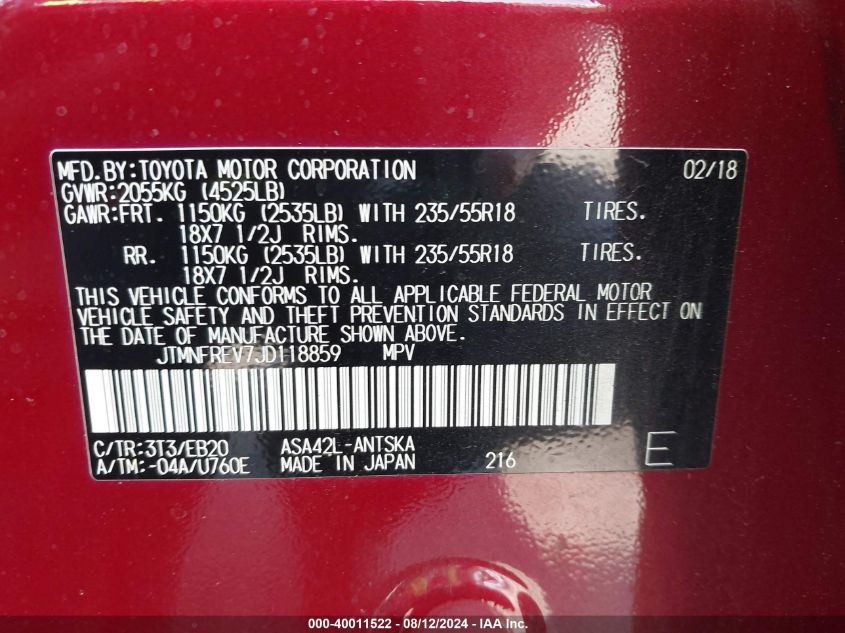 MFD.BY:TOYOTA MOTOR CORPORATION 02/18
GVWR:2055KG (4525LB)
GAWR:FRT. 1150KG (2535LB) WITH 235/55R18 TIRES.
18X7 1/2J RIMS.
RR. 1150KG (2535LB) WITH 235/55R18 TIRES.
18X7 1/2J RIMS.
THIS VEHICLE CONFORMS TO ALL APPLICABLE FEDERAL MOTOR
VEHICLE SAFETY AND THEFT PREVENTION STANDARDS IN EFFECT ON
THE DATE OF MANUFACTURE SHOWN ABOVE.
JTMNFREV7JD118859 MPV
C/TR:3T3/EB20 ASA42L-ANTSKA
A/TM:-04A/U760E MADE IN JAPAN 216 E
000-40011522 - 08/12/2024 - IAA Inc.